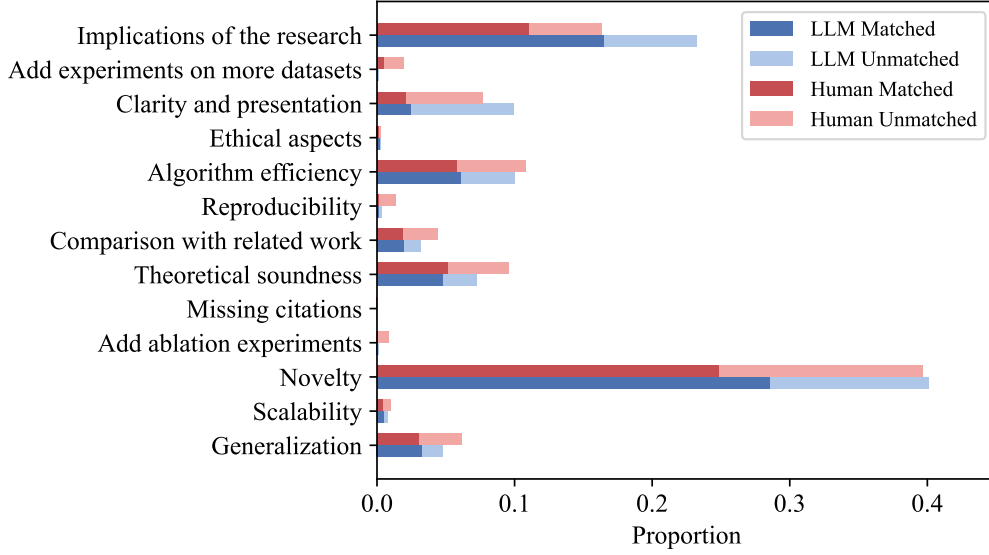 Implications of the research
Add experiments on more datasets
Clarity and presentation
Ethical aspects
Algorithm efficiency
Reproducibility
Comparison with related work
Theoretical soundness
Missing citations
Add ablation experiments
Novelty
Scalability
Generalization
LLM Matched
LLM Unmatched
Human Matched
Human Unmatched
0.0 0.1 0.2 0.3 0.4
Proportion